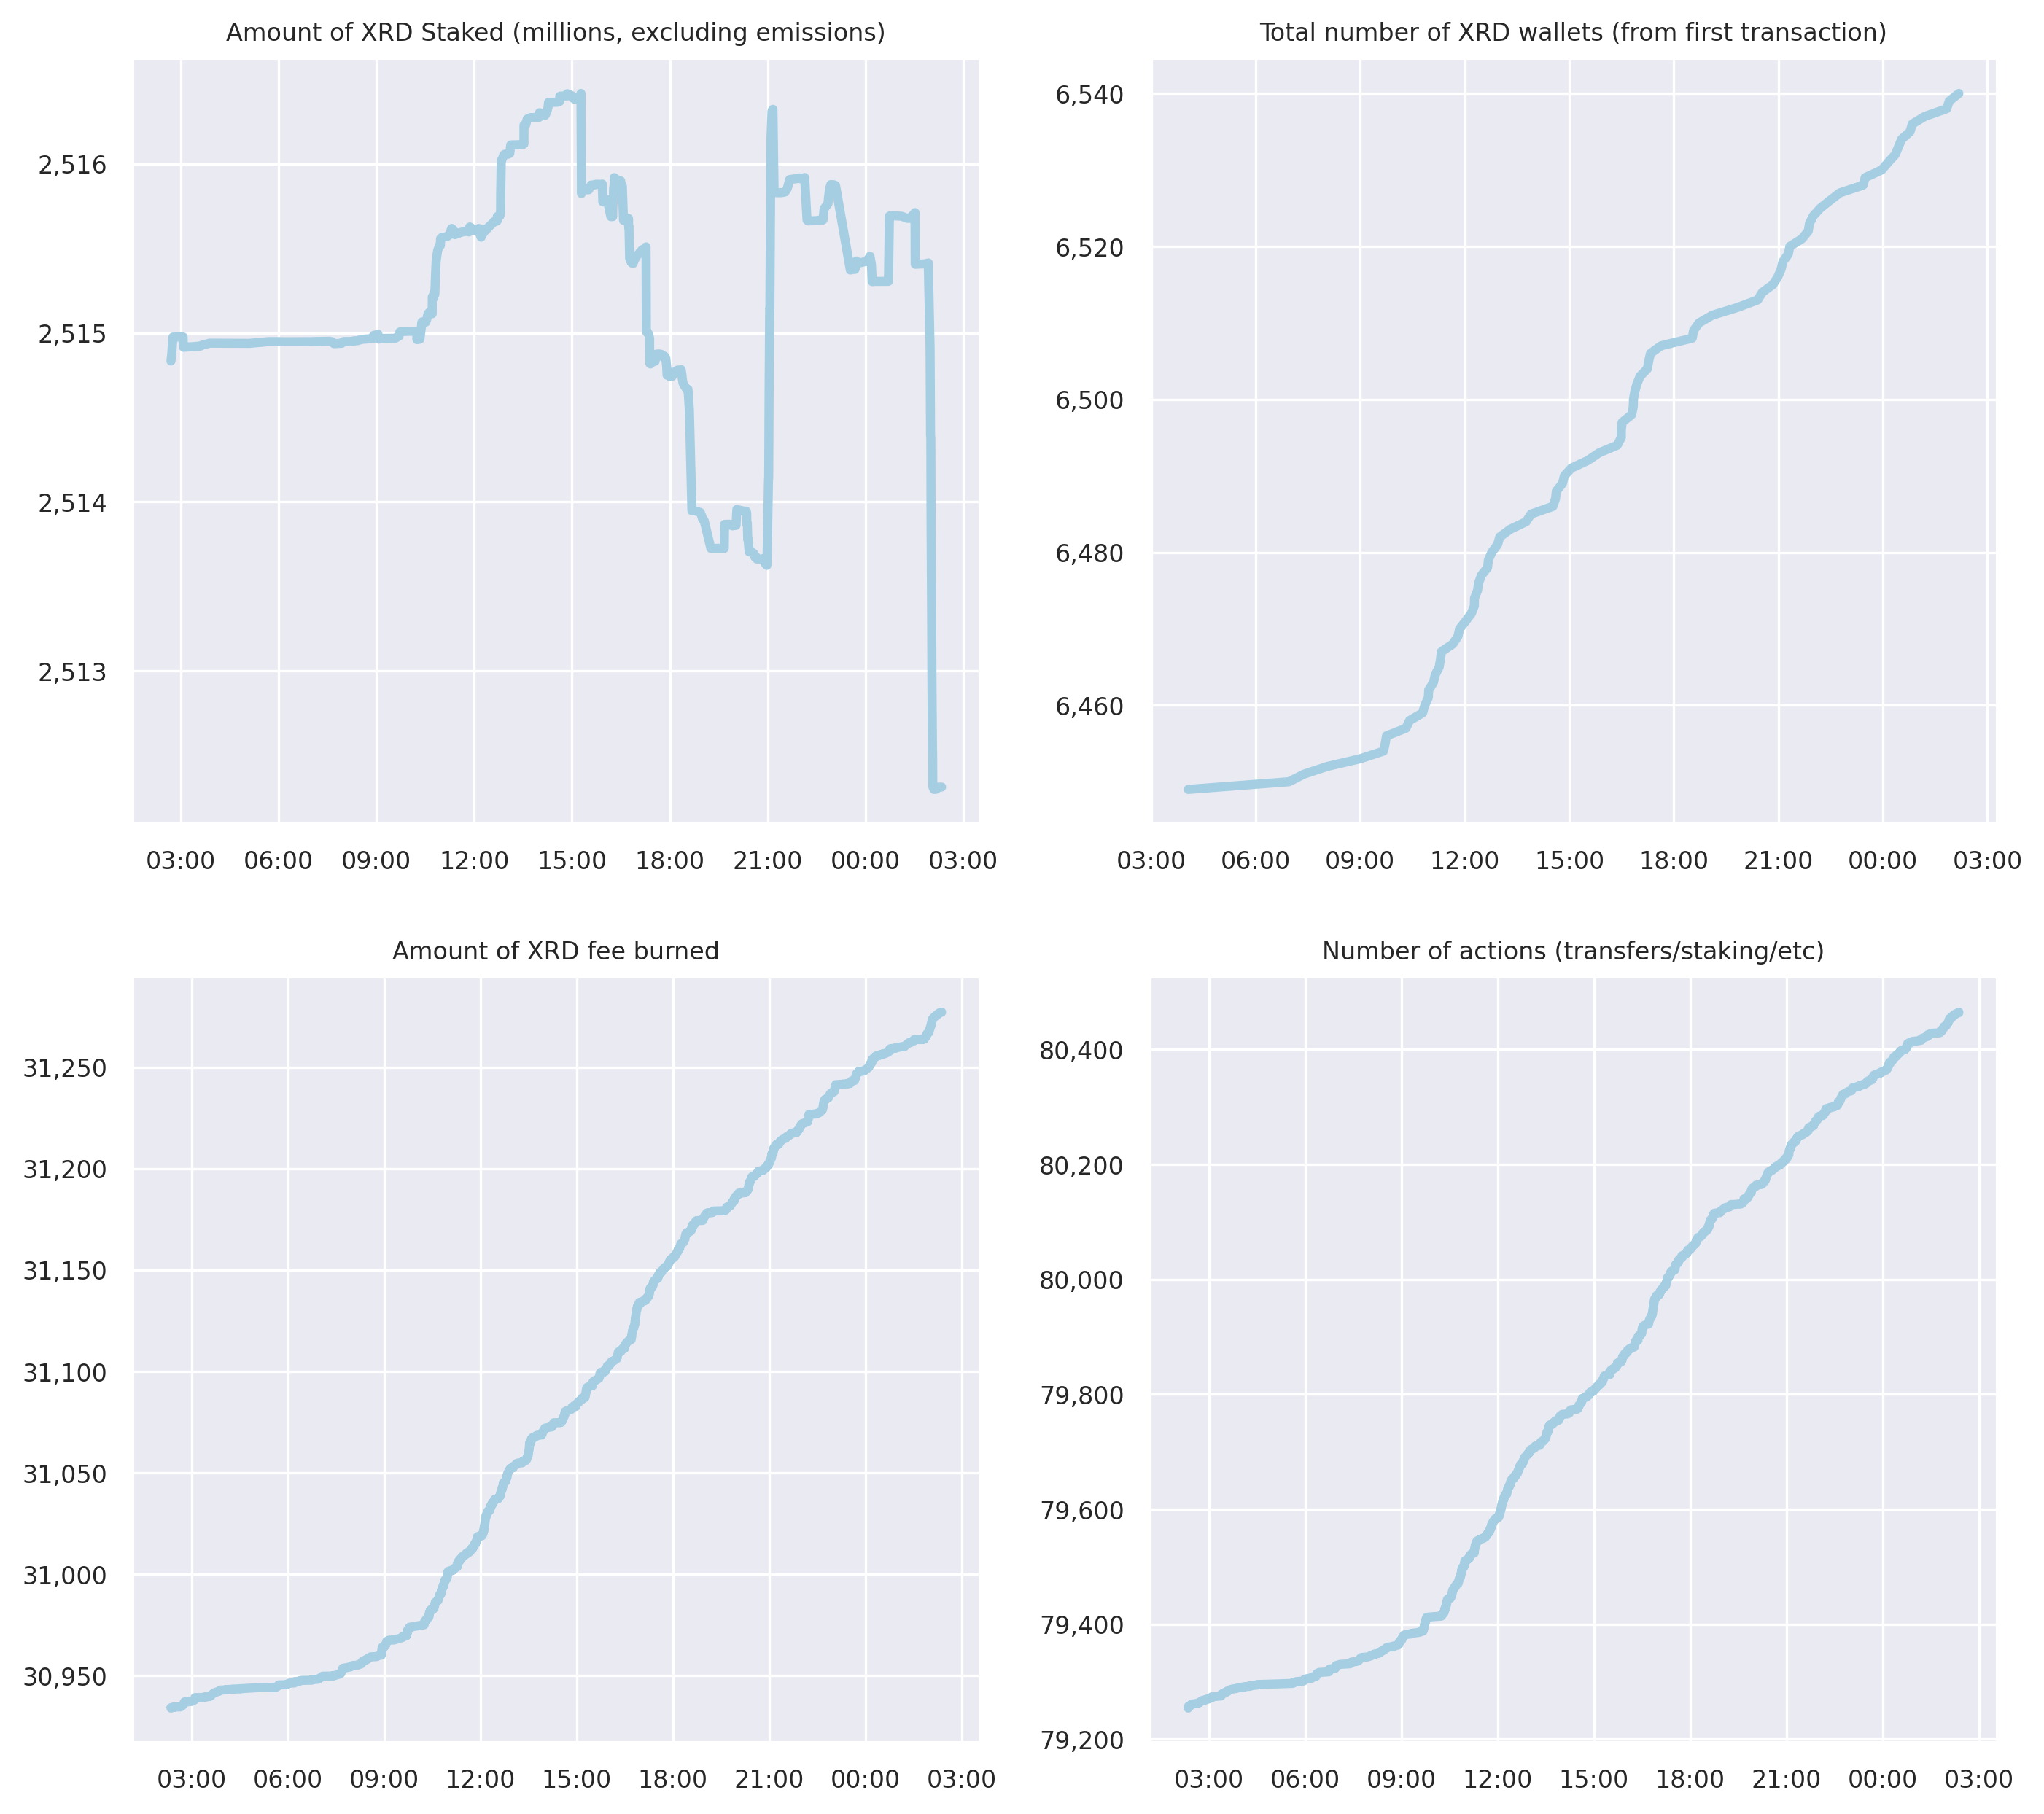 Amount of XRD Staked (millions, excluding emissions)
2,516
2,515
2,514
2,513
03:00 06:00 09:00 12:00 15:00 18:00 21:00 00:00 03:00
Total number of XRD wallets (from first transaction)
6,540
6,520
6,500
6,480
6,460
03:00 06:00 09:00 12:00 15:00 18:00 21:00 00:00 03:00
Amount of XRD fee burned
31,250
31,200
31,150
31,100
31,050
31,000
30,950
03:00 06:00 09:00 12:00 15:00 18:00 21:00 00:00 03:00
Number of actions (transfers/staking/etc)
80,400
80,200
80,000
79,800
79,600
79,400
79,200
03:00 06:00 09:00 12:00 15:00 18:00 21:00 00:00 03:00